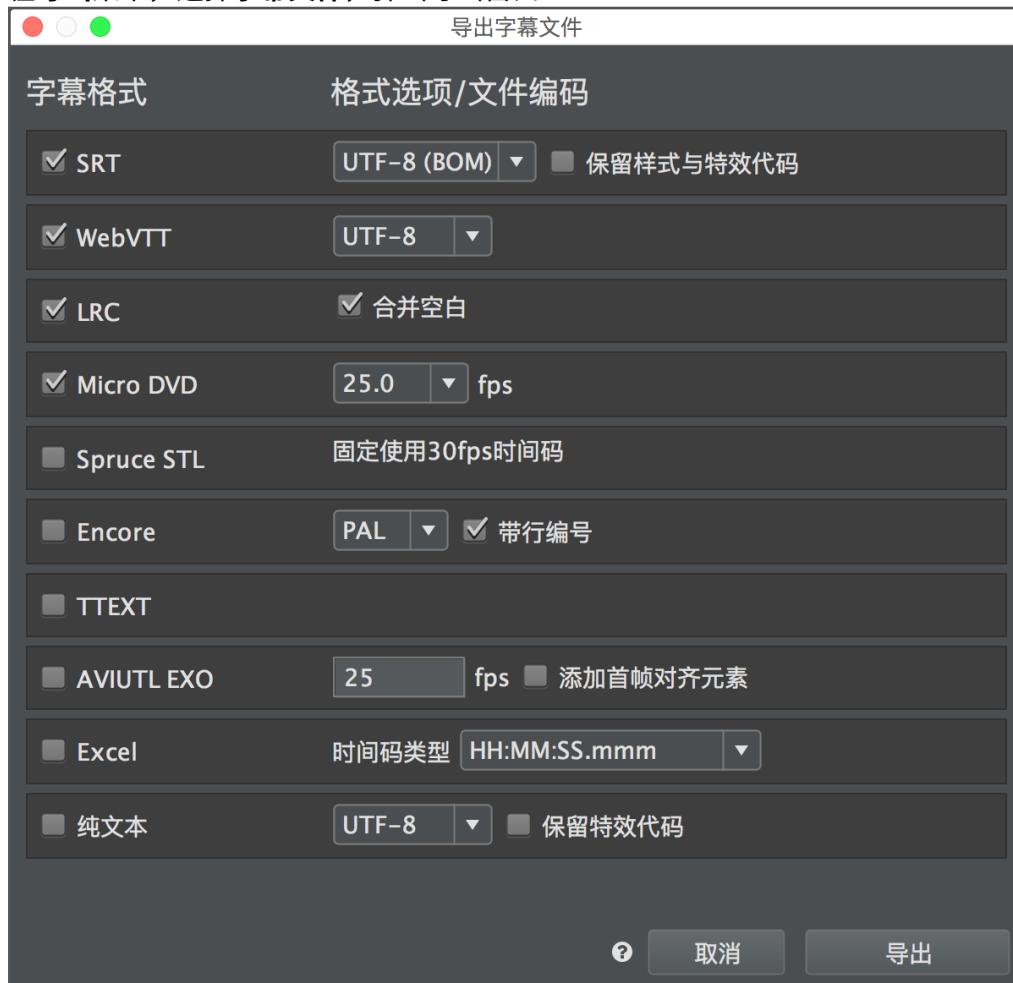 导出字幕文件
字幕格式 格式选项/文件编码
SRT UTF-8 (BOM) 保留样式与特效代码
WebVTT UTF-8
LRC 合并空白
Micro DVD 25.0 fps
Spruce STL 固定使用30fps时间码
Encore PAL 带行编号
TTEXT
AVIUTL EXO 25 fps 添加首帧对齐元素
Excel 时间码类型 HH:MM:SS.mmm
纯文本 UTF-8 保留特效代码
? 取消 导出